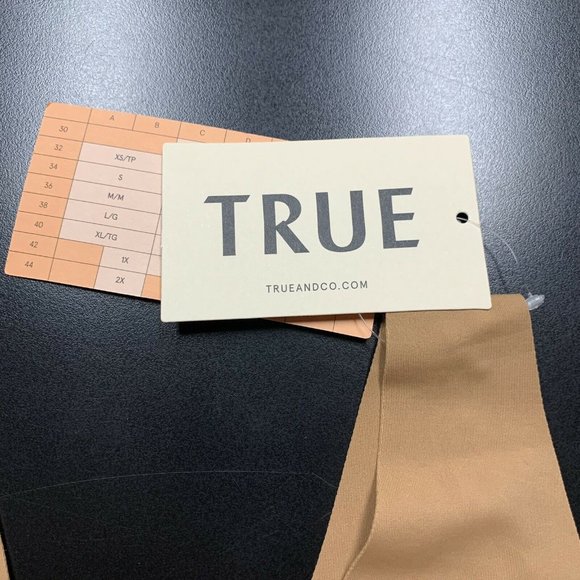 A B C
30
32 XS/TP
34 S
36 M/M
38 L/G
40 XL/TG
42 1X
44 2X
TRUE
TRUEANDCO.COM